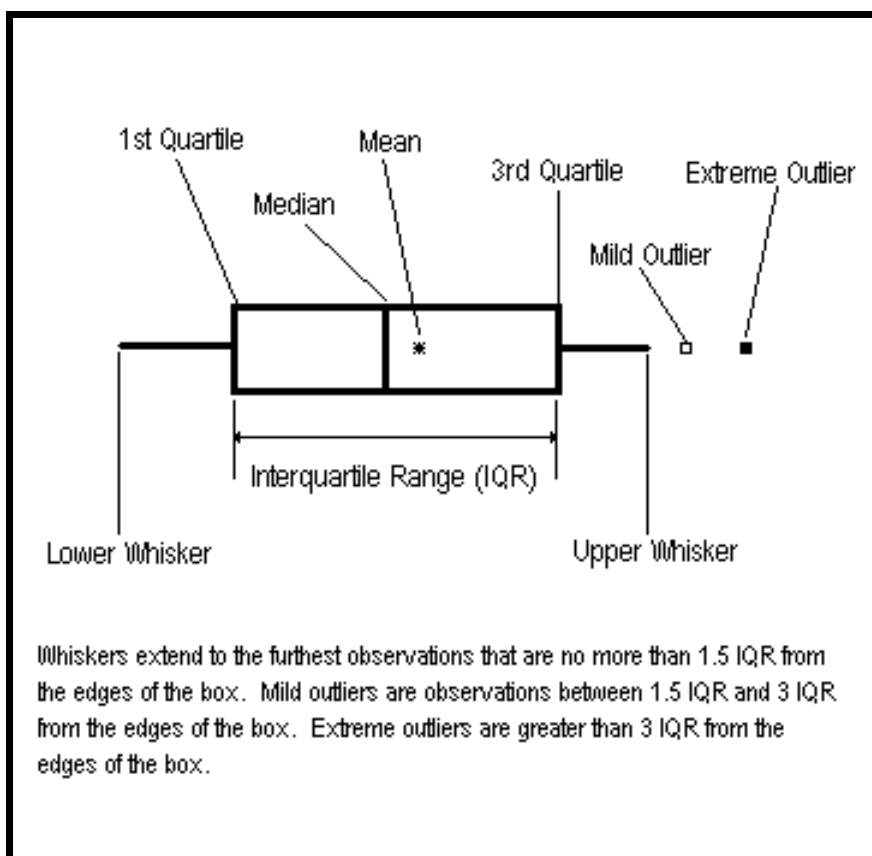 1st Quartile
Mean
3rd Quartile
Extreme Outlier
Median
Mild Outlier
Interquartile Range (IQR)
Lower Whisker
Upper Whisker
Whiskers extend to the furthest observations that are no more than 1.5 IQR from
the edges of the box. Mild outliers are observations between 1.5 IQR and 3 IQR
from the edges of the box. Extreme outliers are greater than 3 IQR from the
edges of the box.